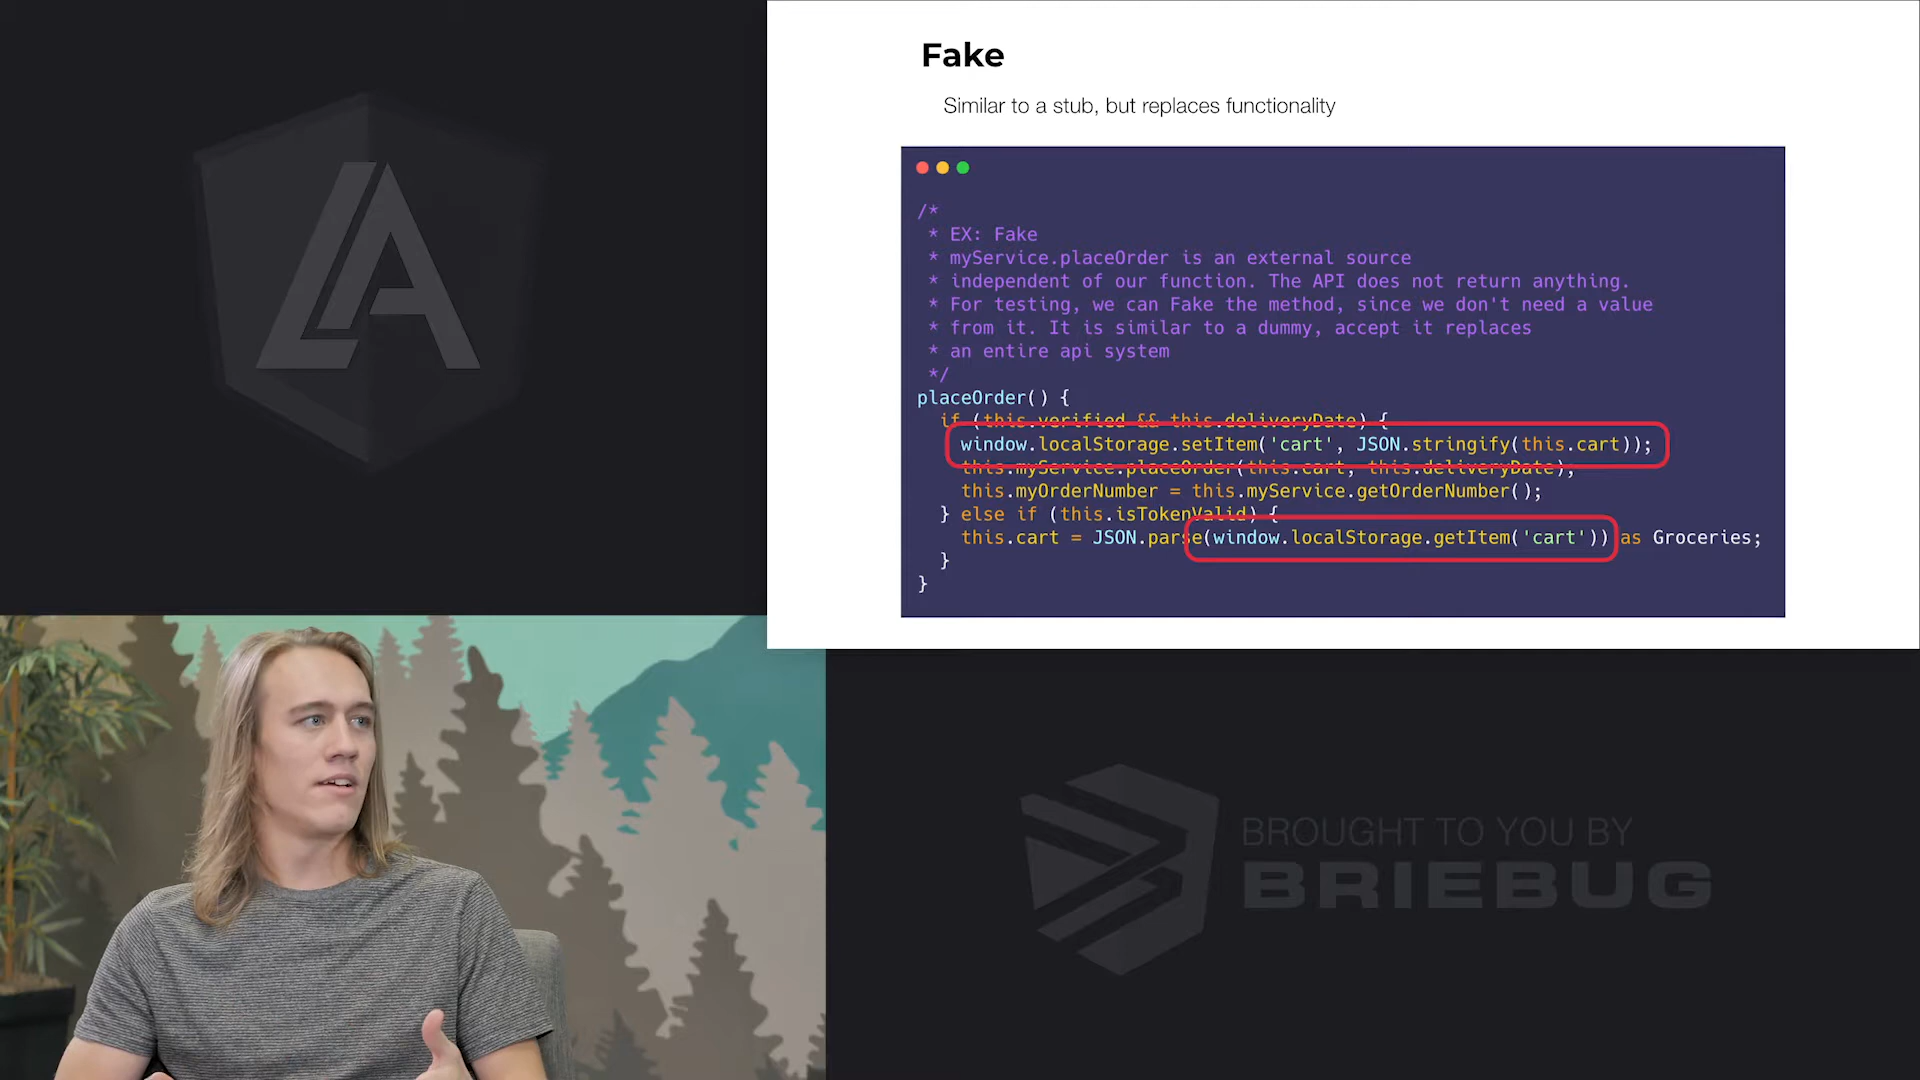 Fake
Similar to a stub, but replaces functionality
/*
* EX: Fake
* myService.placeOrder is an external source
* independent of our function. The API does not return anything.
* For testing, we can Fake the method, since we don't need a value
* from it. It is similar to a dummy, accept it replaces
* an entire api system
*/
placeOrder() {
if (this.verified && this.deliveryDate) {
window.localStorage.setItem('cart', JSON.stringify(this.cart));
this.myService.placeOrder(this.cart, this.deliveryDate);
this.myOrderNumber = this.myService.getOrderNumber();
} else if (this.isTokenValid) {
this.cart = JSON.parse(window.localStorage.getItem('cart')) as Groceries;
}
}
LA
BROUGHT TO YOU BY
BRIEBUG